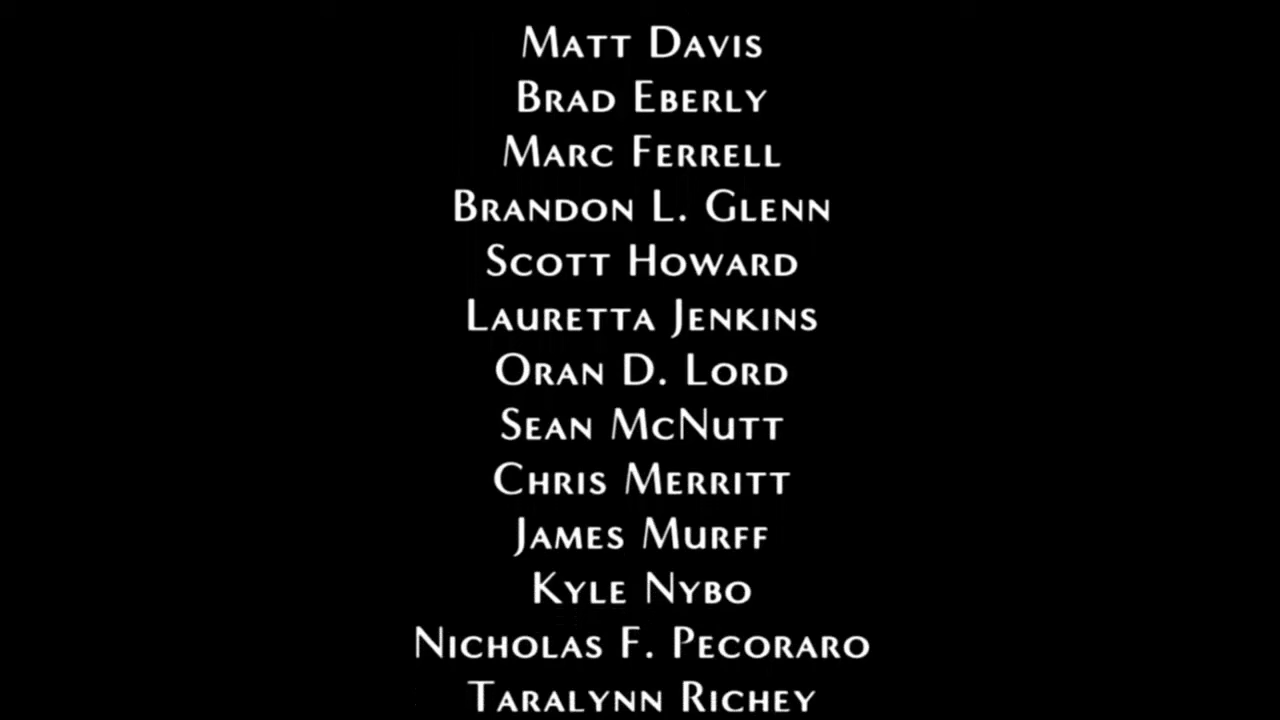 Matt Davis
Brad Eberly
Marc Ferrell
Brandon L. Glenn
Scott Howard
Lauretta Jenkins
Oran D. Lord
Sean McNutt
Chris Merritt
James Murff
Kyle Nybo
Nicholas F. Pecoraro
Taralynn Richey